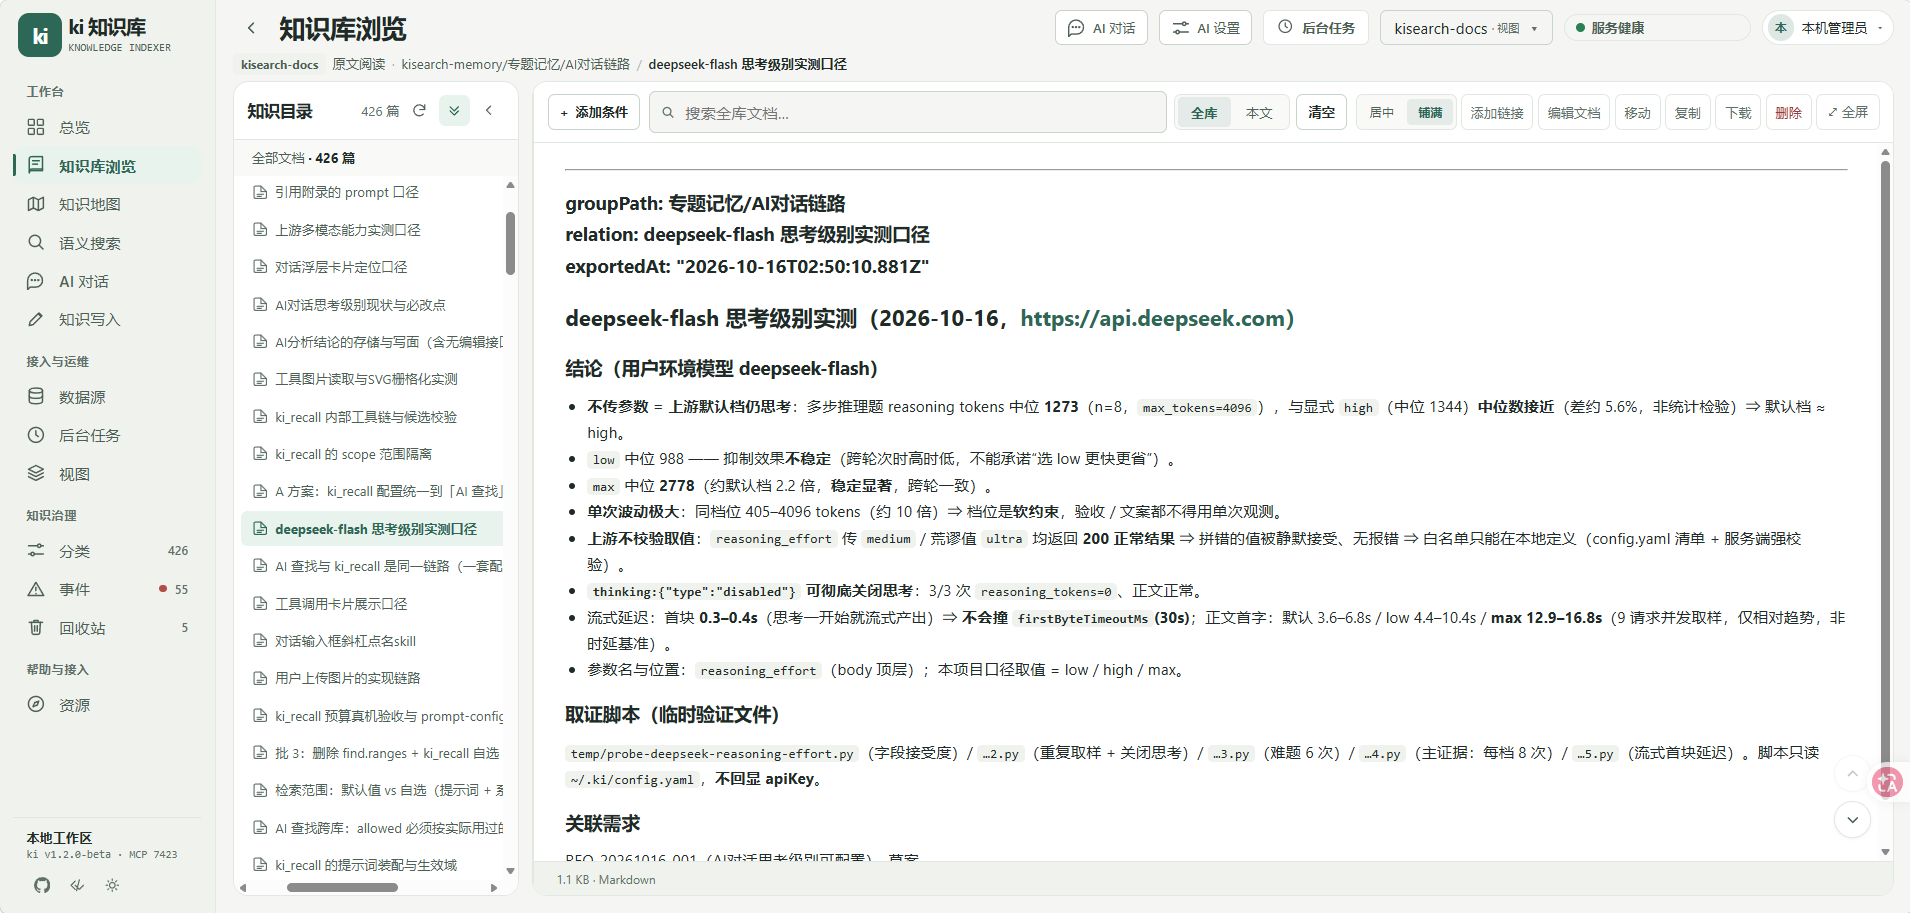 ki
ki 知识库
KNOWLEDGE INDEXER
工作台
总览
知识库浏览
知识地图
语义搜索
AI 对话
知识写入
接入与运维
数据源
后台任务
视图
知识治理
分类 426
事件 55
回收站 5
帮助与接入
资源
本地工作区
ki v1.2.0-beta · MCP 7423
知识库浏览
AI 对话
AI 设置
后台任务
kisearch-docs · 视图
服务健康
本 本机管理员
kisearch-docs 原文阅读 · kisearch-memory/专题记忆/AI对话链路 / deepseek-flash 思考级别实测口径
知识目录 426 篇
全部文档 · 426 篇
引用附录的 prompt 口径
上游多模态能力实测口径
对话浮层卡片定位口径
AI对话思考级别现状与必改点
AI分析结论的存储与写面（含无编辑接口
工具图片读取与SVG栅格化实测
ki_recall 内部工具链与候选校验
ki_recall 的 scope 范围隔离
A 方案：ki_recall 配置统一到「AI 查找」
deepseek-flash 思考级别实测口径
AI 查找与 ki_recall 是同一链路（一套配
工具调用卡片展示口径
对话输入框斜杠点名skill
用户上传图片的实现链路
ki_recall 预算真机验收与 prompt-config
批 3：删除 find.ranges + ki_recall 自选
检索范围：默认值 vs 自选（提示词 + 系
AI 查找跨库：allowed 必须按实际用过的
ki_recall 的提示词装配与生效域
+ 添加条件
搜索全库文档...
全库
本文
清空
居中
铺满
添加链接
编辑文档
移动
复制
下载
删除
全屏
groupPath: 专题记忆/AI对话链路
relation: deepseek-flash 思考级别实测口径
exportedAt: "2026-10-16T02:50:10.881Z"
deepseek-flash 思考级别实测（2026-10-16，https://api.deepseek.com）
结论（用户环境模型 deepseek-flash）
• 不传参数 = 上游默认档仍思考：多步推理题 reasoning tokens 中位 1273（n=8， max_tokens=4096 ），与显式 high （中位 1344）中位数接近（差约 5.6%，非统计检验）⇒ 默认档 ≈
high。
• low 中位 988 —— 抑制效果不稳定（跨轮次时高时低，不能承诺“选 low 更快更省”）。
• max 中位 2778（约默认档 2.2 倍，稳定显著，跨轮一致）。
• 单次波动极大：同档位 405–4096 tokens（约 10 倍）⇒ 档位是软约束，验收 / 文案都不得用单次观测。
• 上游不校验取值： reasoning_effort 传 medium / 荒谬值 ultra 均返回 200 正常结果 ⇒ 拼错的值被静默接受、无报错 ⇒ 白名单只能在本地定义（config.yaml 清单 + 服务端强校
验）。
• thinking:{"type":"disabled"} 可彻底关闭思考：3/3 次 reasoning_tokens=0 、正文正常。
• 流式延迟：首块 0.3–0.4s（思考一开始就流式产出）⇒ 不会撞 firstByteTimeoutMs (30s)；正文首字：默认 3.6–6.8s / low 4.4–10.4s / max 12.9–16.8s（9 请求并发取样，仅相对趋势，非
时延基准）。
• 参数名与位置： reasoning_effort （body 顶层）；本项目口径取值 = low / high / max。
取证脚本（临时验证文件）
temp/probe-deepseek-reasoning-effort.py （字段接受度）/ …2.py （重复取样 + 关闭思考）/ …3.py （难题 6 次）/ …4.py （主证据：每档 8 次）/ …5.py （流式首块延迟）。脚本只读
~/.ki/config.yaml ，不回显 apiKey。
关联需求
REQ-20261016-001（AI对话思考级别可配置），草案
1.1 KB · Markdown